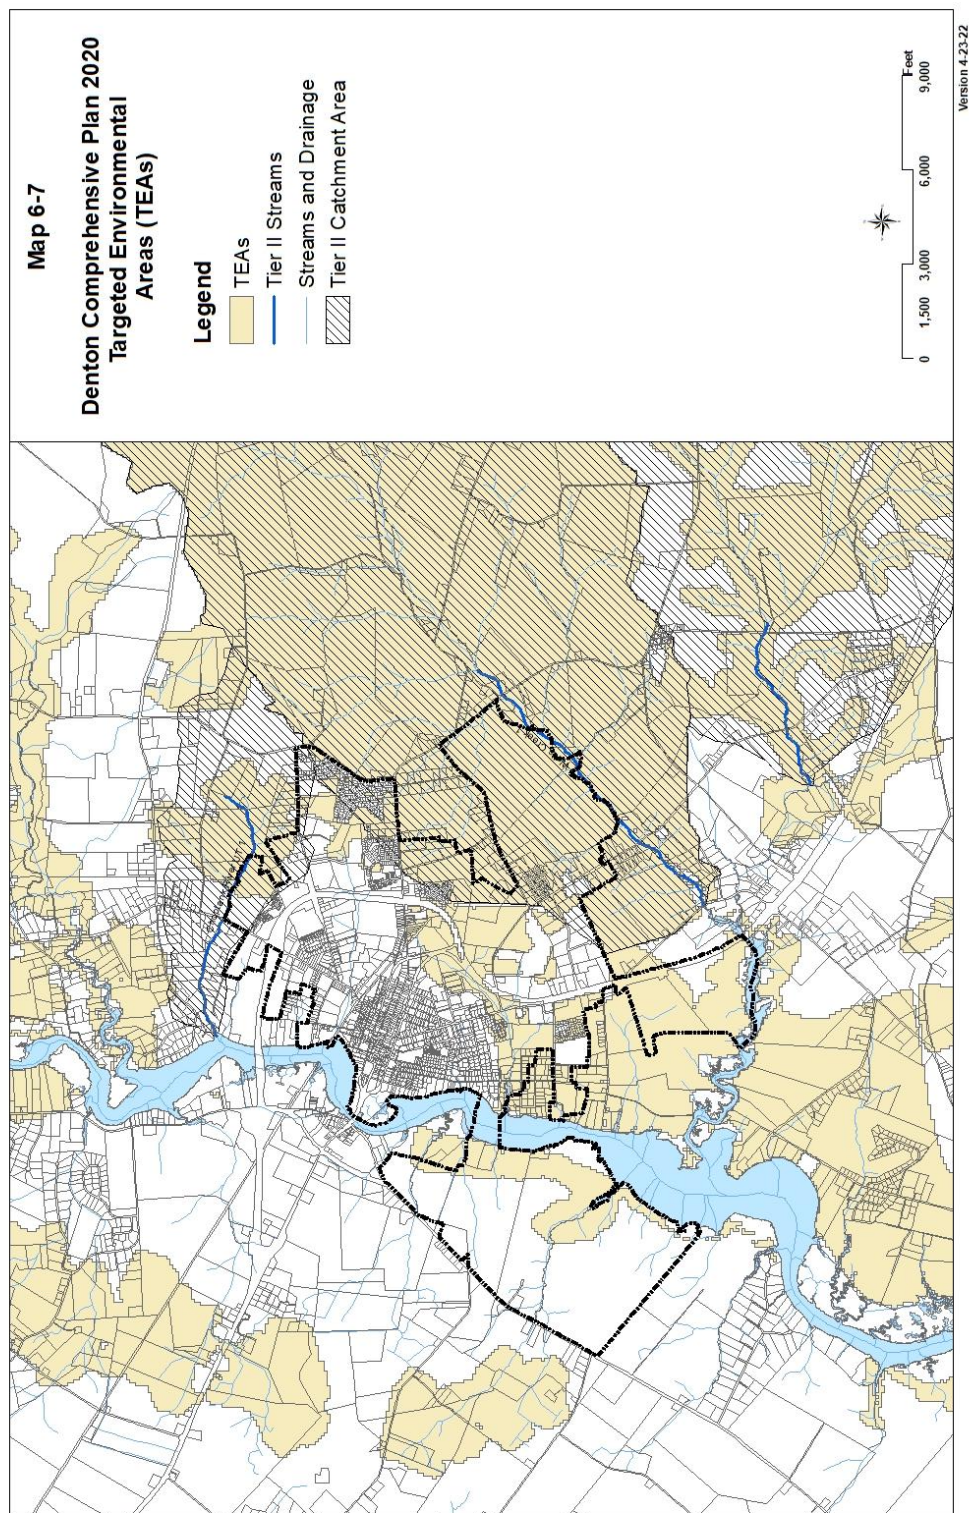 Map 6-7
Denton Comprehensive Plan 2020
Targeted Environmental
Areas (TEAs)
Legend
TEAs
Tier II Streams
Streams and Drainage
Tier II Catchment Area
Feet
0 1,500 3,000 6,000 9,000
Version 4-23-22